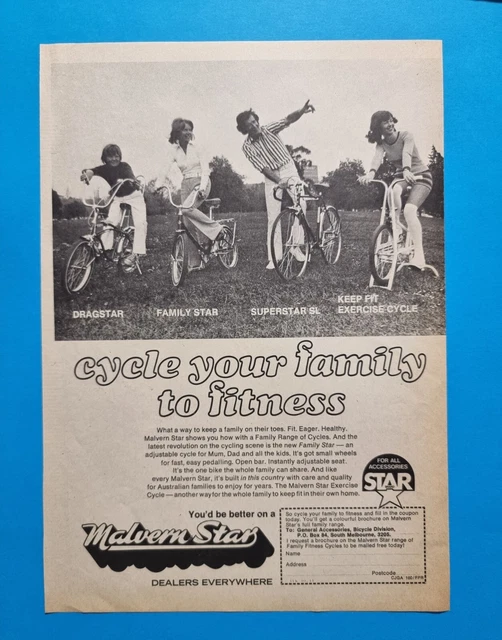 DRAGSTAR
FAMILY STAR
SUPERSTAR SL
KEEP FIT
EXERCISE CYCLE
cycle your family
to fitness
What a way to keep a family on their toes. Fit. Eager. Healthy.
Malvern Star shows you how with a Family Range of Cycles. And the
latest revolution on the cycling scene is the new Family Star — an
adjustable cycle for Mum, Dad and all the kids. It's got small wheels
for fast, easy pedalling. Open bar. Instantly adjustable seat.
It's the one bike the whole family can share. And like
every Malvern Star, it's built in this country with care and quality
for Australian families to enjoy for years. The Malvern Star Exercise
Cycle — another way for the whole family to keep fit in their own home.
FOR ALL
ACCESSORIES
STAR
You'd be better on a
Malvern Star
DEALERS EVERYWHERE
So cycle your family to fitness and fill in the coupon
today. You'll get a colourful brochure on Malvern
Star's full family range.
To: General Accessories, Bicycle Division,
P.O. Box 84, South Melbourne, 3205.
I request a brochure on the Malvern Star range of
Family Fitness Cycles to be mailed free today!
Name
Address
Postcode